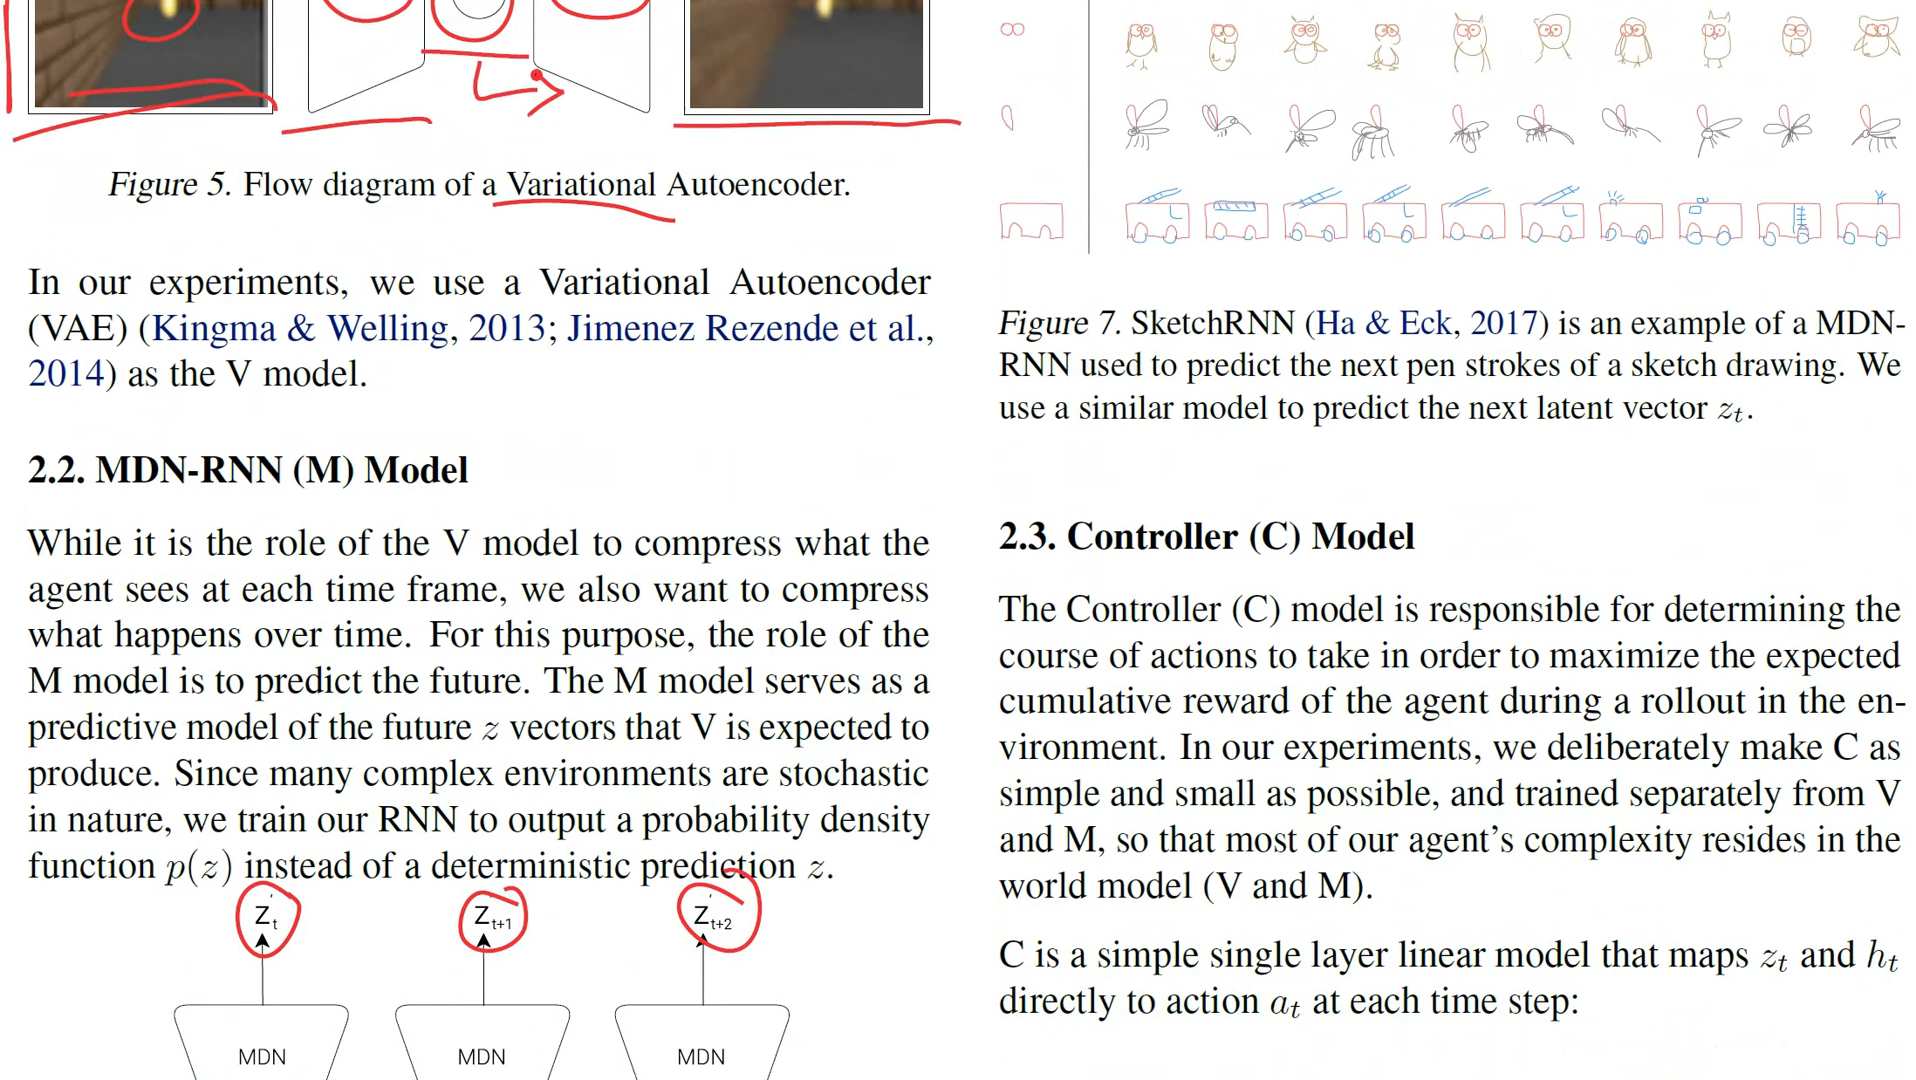 Figure 5. Flow diagram of a Variational Autoencoder.
In our experiments, we use a Variational Autoencoder
(VAE) (Kingma & Welling, 2013; Jimenez Rezende et al.,
2014) as the V model.
2.2. MDN-RNN (M) Model
While it is the role of the V model to compress what the
agent sees at each time frame, we also want to compress
what happens over time. For this purpose, the role of the
M model is to predict the future. The M model serves as a
predictive model of the future z vectors that V is expected to
produce. Since many complex environments are stochastic
in nature, we train our RNN to output a probability density
function p(z) instead of a deterministic prediction z.
Z't Z't+1 Z't+2
MDN MDN MDN
Figure 7. SketchRNN (Ha & Eck, 2017) is an example of a MDN-
RNN used to predict the next pen strokes of a sketch drawing. We
use a similar model to predict the next latent vector zt.
2.3. Controller (C) Model
The Controller (C) model is responsible for determining the
course of actions to take in order to maximize the expected
cumulative reward of the agent during a rollout in the en-
vironment. In our experiments, we deliberately make C as
simple and small as possible, and trained separately from V
and M, so that most of our agent's complexity resides in the
world model (V and M).
C is a simple single layer linear model that maps zt and ht
directly to action at at each time step: